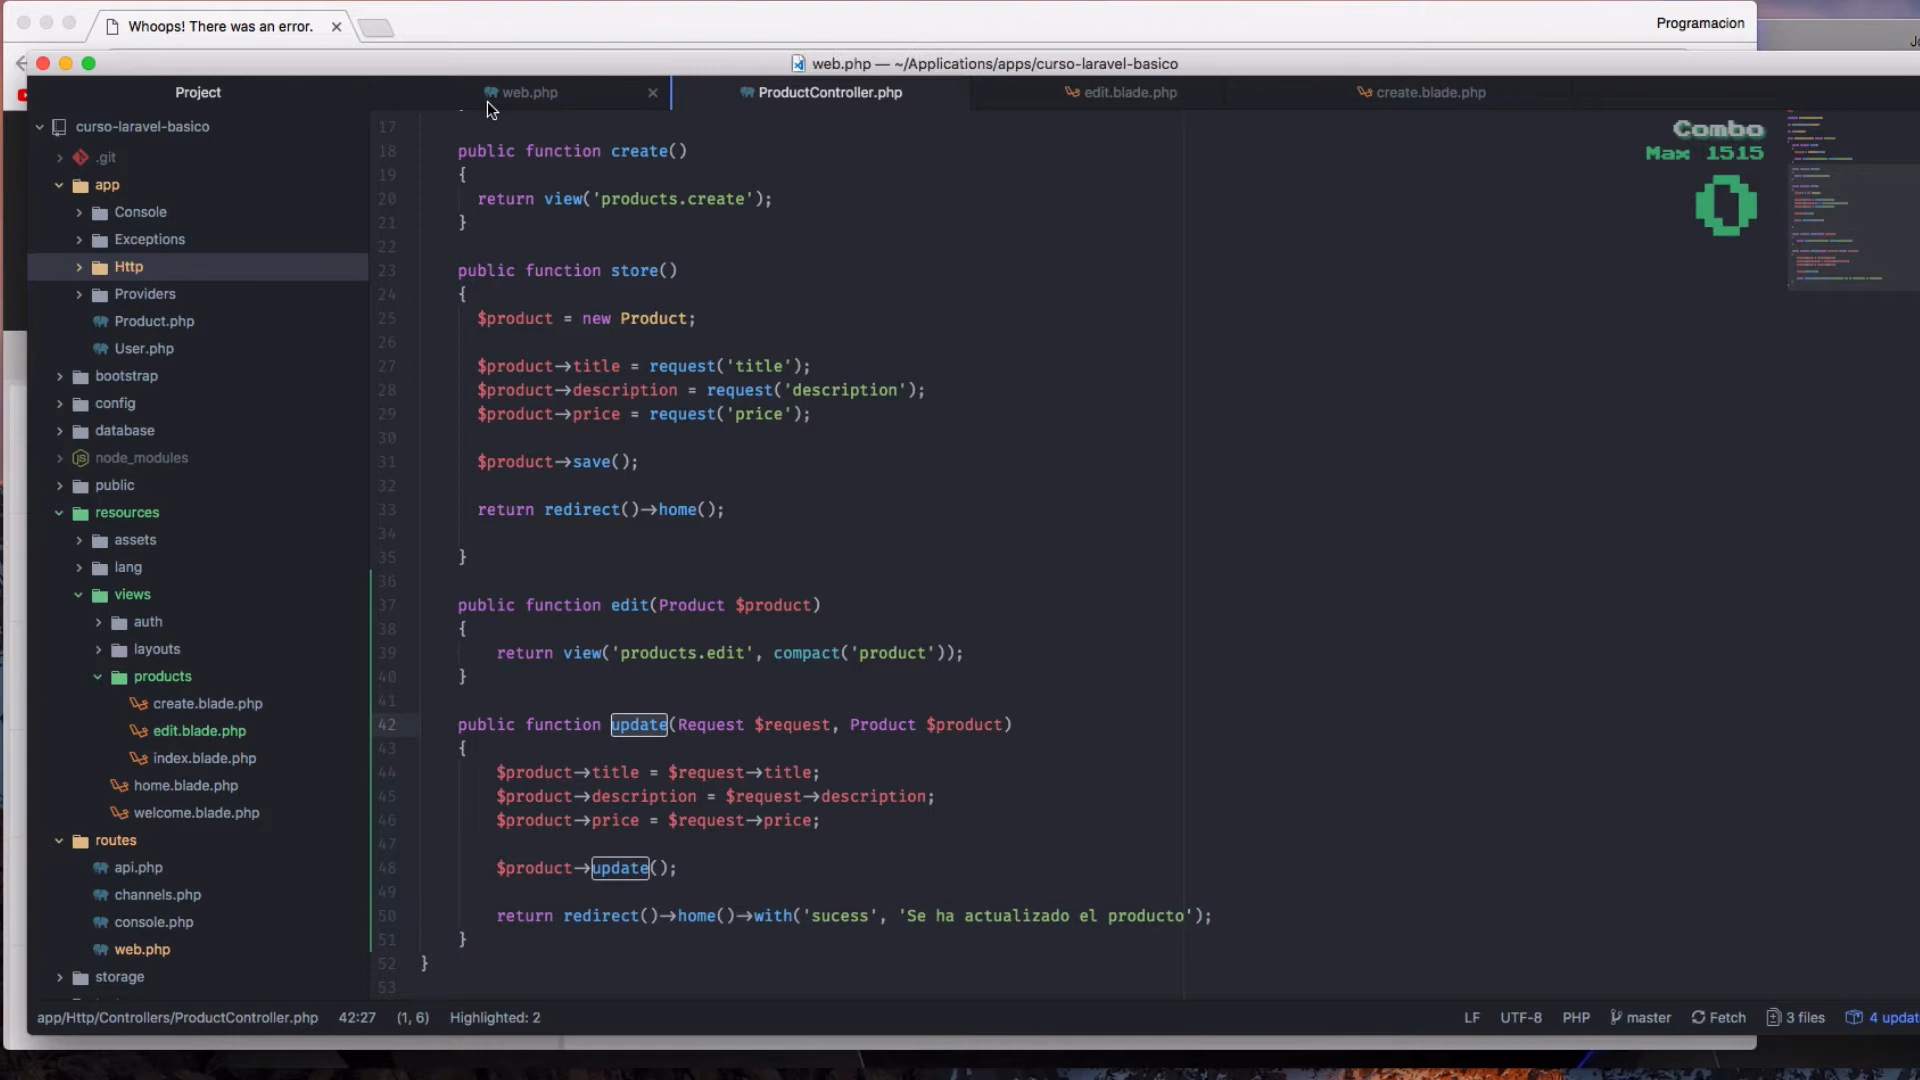 Whoops! There was an error.
Programacion
web.php — ~/Applications/apps/curso-laravel-basico
Project
web.php
ProductController.php
edit.blade.php
create.blade.php
curso-laravel-basico
.git
app
Console
Exceptions
Http
Providers
Product.php
User.php
bootstrap
config
database
node_modules
public
resources
assets
lang
views
auth
layouts
products
create.blade.php
edit.blade.php
index.blade.php
home.blade.php
welcome.blade.php
routes
api.php
channels.php
console.php
web.php
storage
17
18 public function create()
19 {
20 return view('products.create');
21 }
22
23 public function store()
24 {
25 $product = new Product;
26
27 $product→title = request('title');
28 $product→description = request('description');
29 $product→price = request('price');
30
31 $product→save();
32
33 return redirect()→home();
34
35 }
36
37 public function edit(Product $product)
38 {
39 return view('products.edit', compact('product'));
40 }
41
42 public function update(Request $request, Product $product)
43 {
44 $product→title = $request→title;
45 $product→description = $request→description;
46 $product→price = $request→price;
47
48 $product→update();
49
50 return redirect()→home()→with('sucess', 'Se ha actualizado el producto');
51 }
52 }
53
Combo
Max 1515
0
app/Http/Controllers/ProductController.php 42:27 (1, 6) Highlighted: 2
LF UTF-8 PHP master Fetch 3 files 4 updat